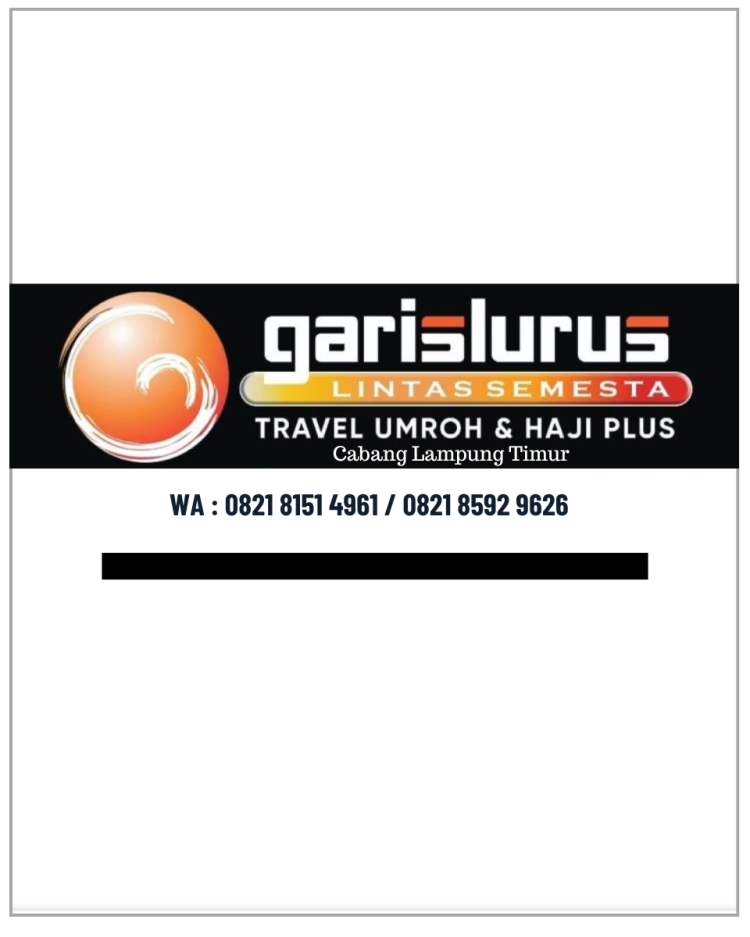 garislurus
LINTAS SEMESTA
TRAVEL UMROH & HAJI PLUS
Cabang Lampung Timur
WA : 0821 8151 4961 / 0821 8592 9626